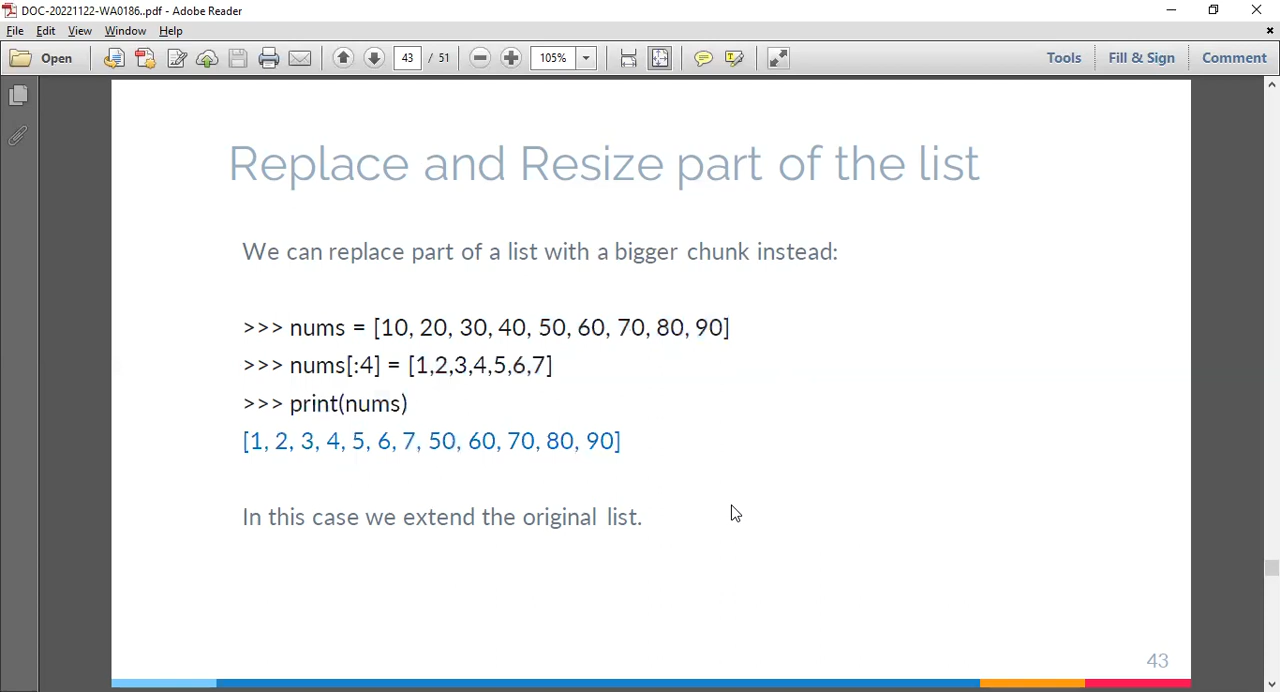 DOC-20221122-WA0186..pdf - Adobe Reader
File Edit View Window Help
Open 43 / 51 105% Tools Fill & Sign Comment
Replace and Resize part of the list
We can replace part of a list with a bigger chunk instead:
>>> nums = [10, 20, 30, 40, 50, 60, 70, 80, 90]
>>> nums[:4] = [1,2,3,4,5,6,7]
>>> print(nums)
[1, 2, 3, 4, 5, 6, 7, 50, 60, 70, 80, 90]
In this case we extend the original list.
43